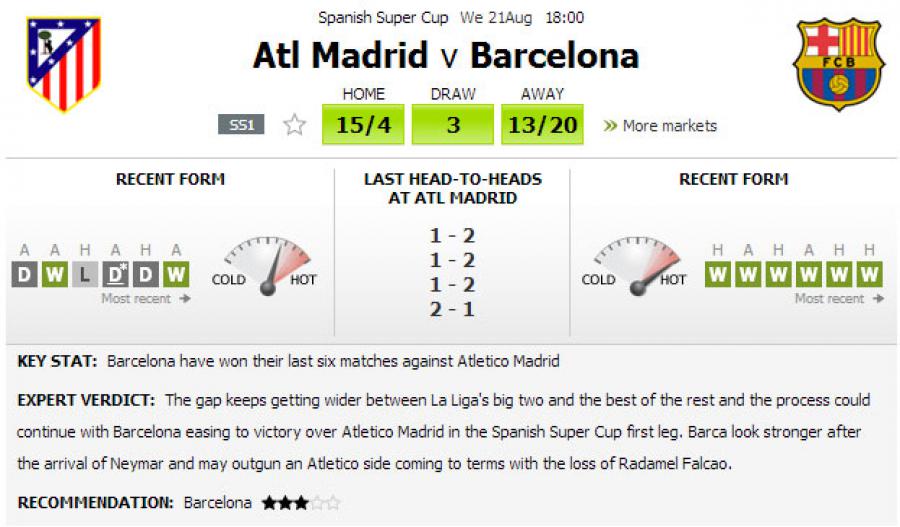 Spanish Super Cup We 21Aug 18:00
Atl Madrid v Barcelona
FCB
HOME DRAW AWAY
SS1 15/4 3 13/20 More markets
RECENT FORM
LAST HEAD-TO-HEADS
AT ATL MADRID
RECENT FORM
A A H A H A
D W L D* D W
Most recent
COLD HOT
1 - 2
1 - 2
1 - 2
2 - 1
COLD HOT
H A H A H H
W W W W W W
Most recent
KEY STAT: Barcelona have won their last six matches against Atletico Madrid
EXPERT VERDICT: The gap keeps getting wider between La Liga's big two and the best of the rest and the process could
continue with Barcelona easing to victory over Atletico Madrid in the Spanish Super Cup first leg. Barca look stronger after
the arrival of Neymar and may outgun an Atletico side coming to terms with the loss of Radamel Falcao.
RECOMMENDATION: Barcelona